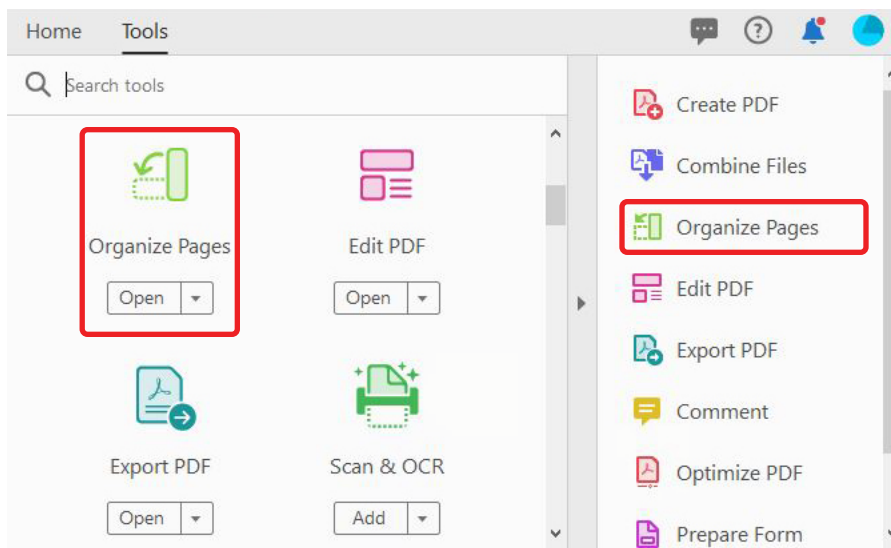 Home Tools
Search tools
Organize Pages Edit PDF
Open Open
Export PDF Scan & OCR
Open Add
Create PDF
Combine Files
Organize Pages
Edit PDF
Export PDF
Comment
Optimize PDF
Prepare Form